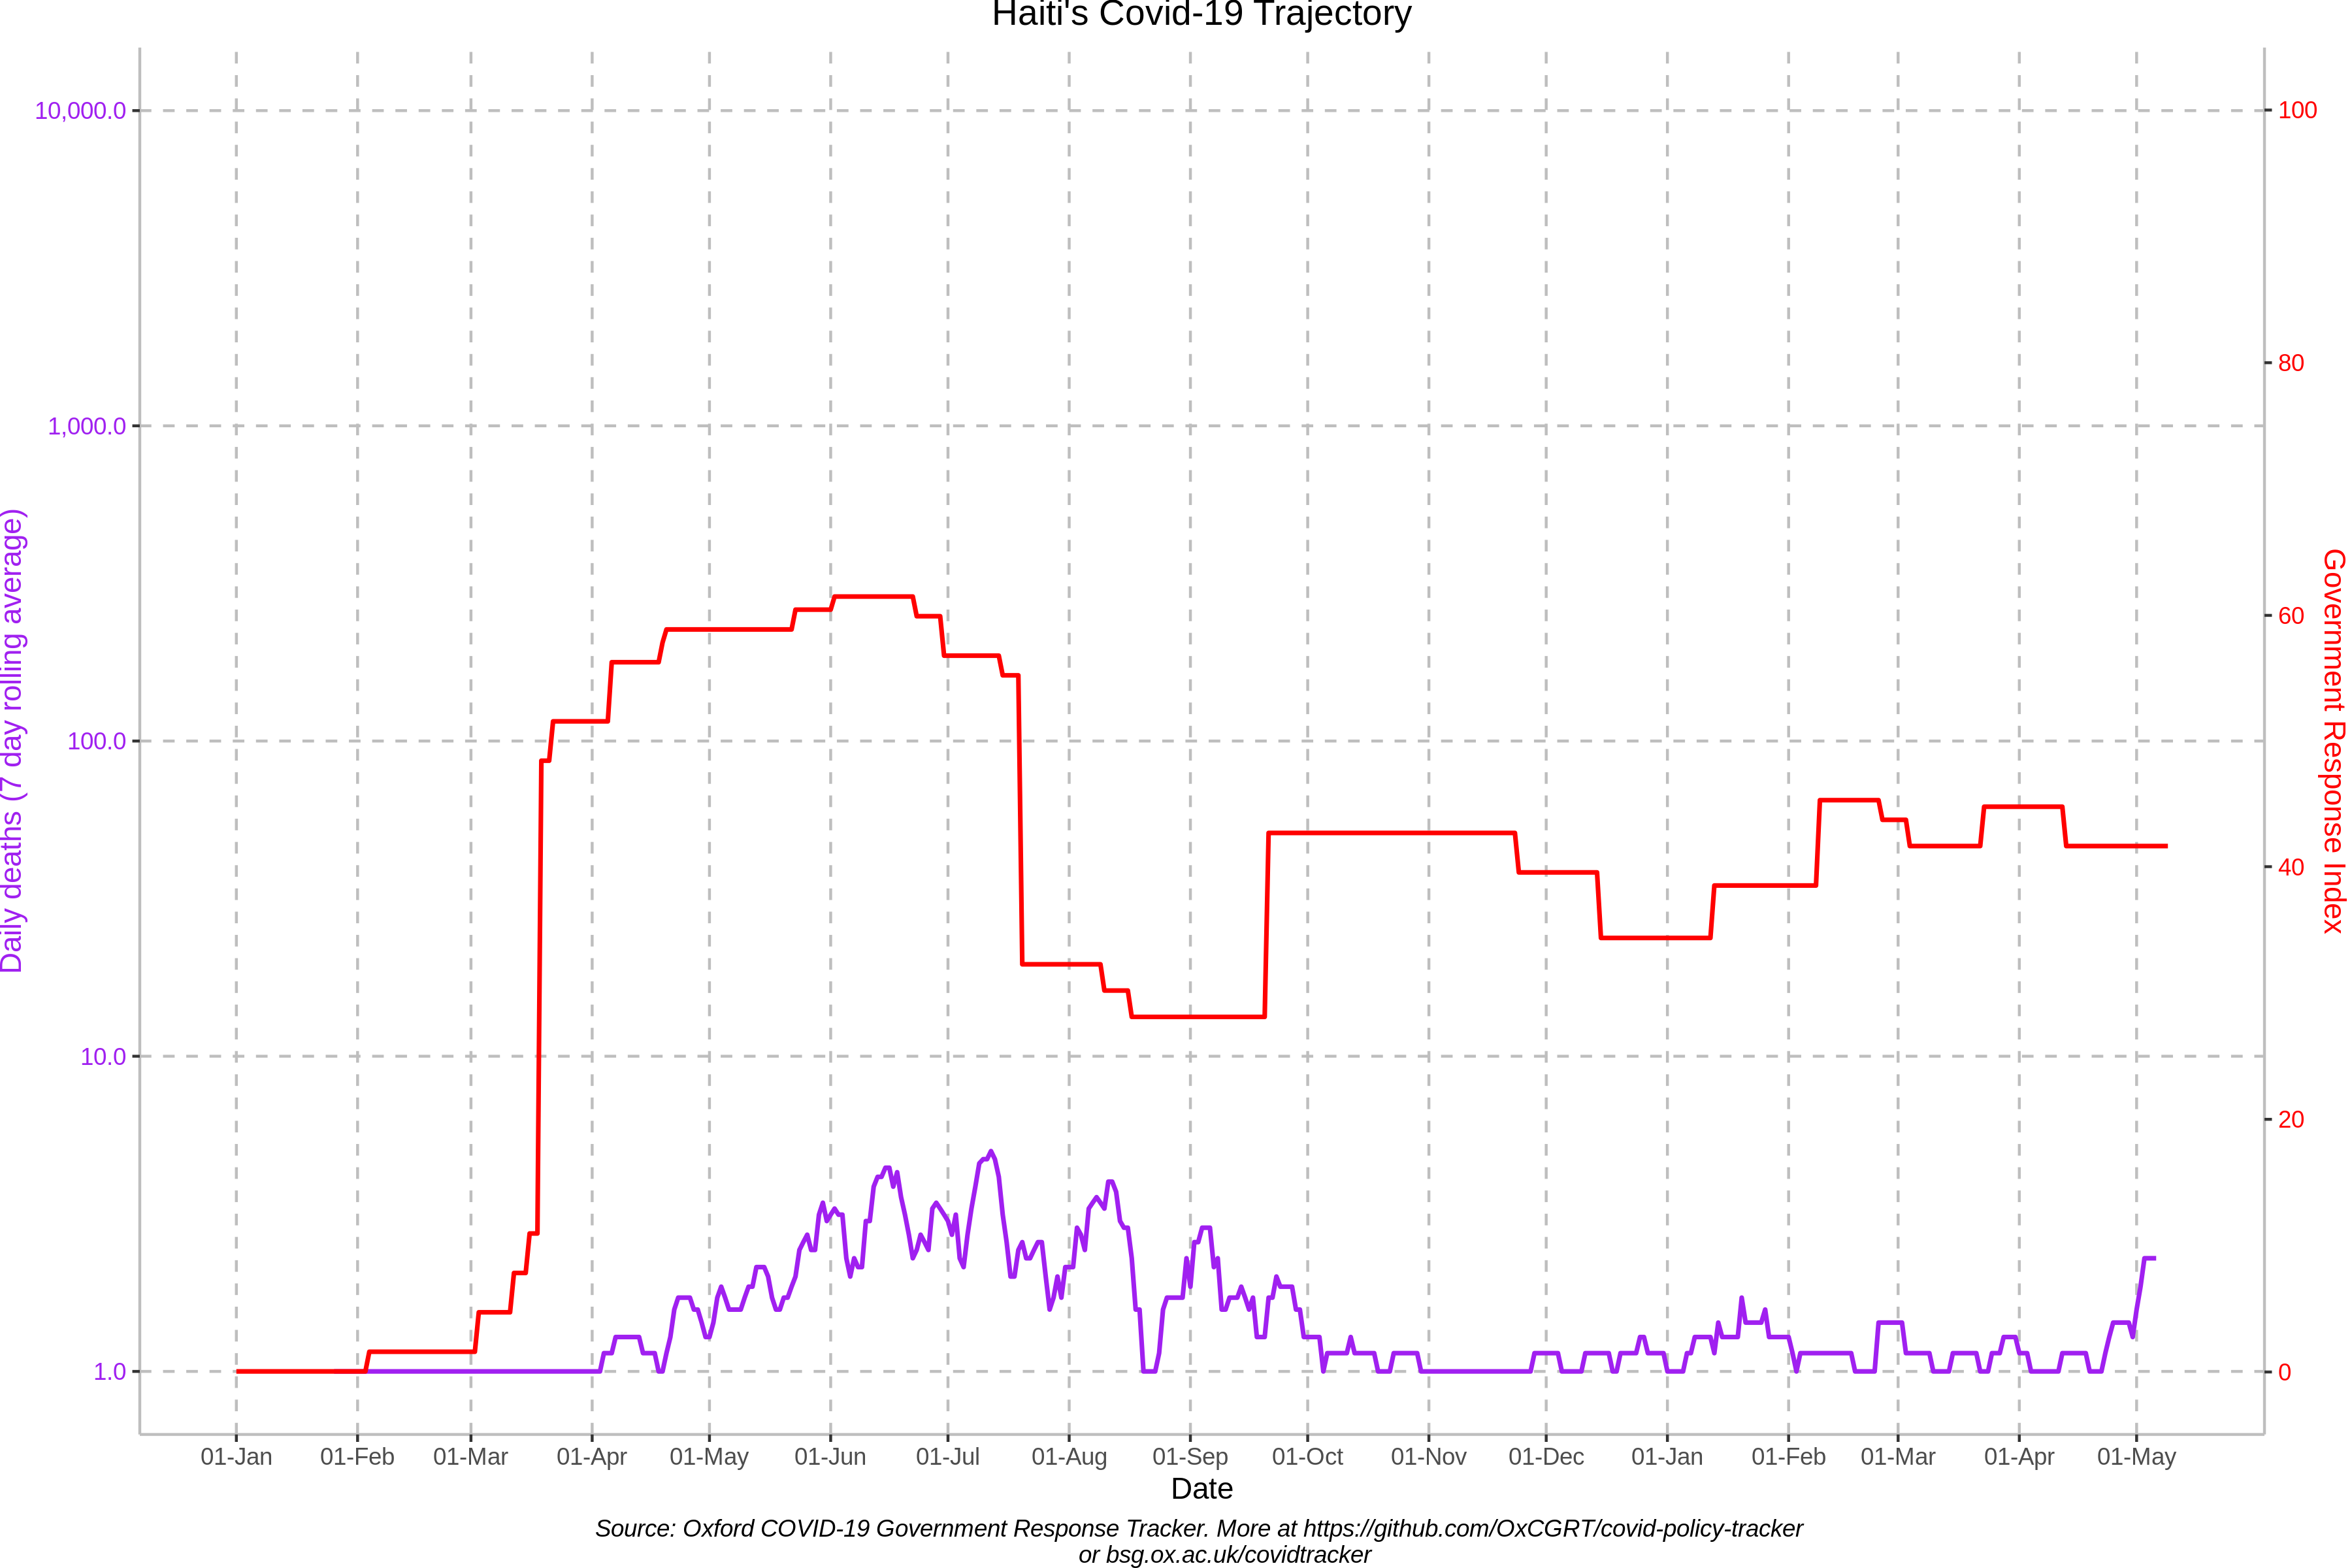 Haiti's Covid-19 Trajectory
10,000.0
1,000.0
100.0
10.0
1.0
Daily deaths (7 day rolling average)
100
80
60
40
20
0
Government Response Index
01-Jan 01-Feb 01-Mar 01-Apr 01-May 01-Jun 01-Jul 01-Aug 01-Sep 01-Oct 01-Nov 01-Dec 01-Jan 01-Feb 01-Mar 01-Apr 01-May
Date
Source: Oxford COVID-19 Government Response Tracker. More at https://github.com/OxCGRT/covid-policy-tracker
or bsg.ox.ac.uk/covidtracker